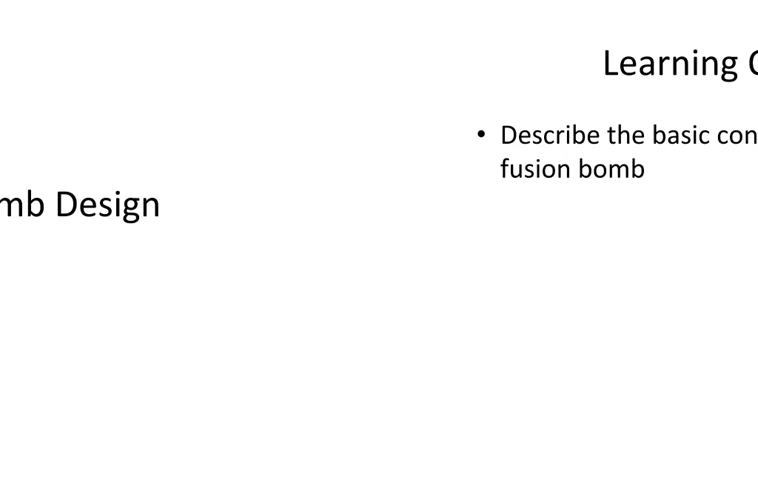 mb Design
Learning
• Describe the basic con
fusion bomb